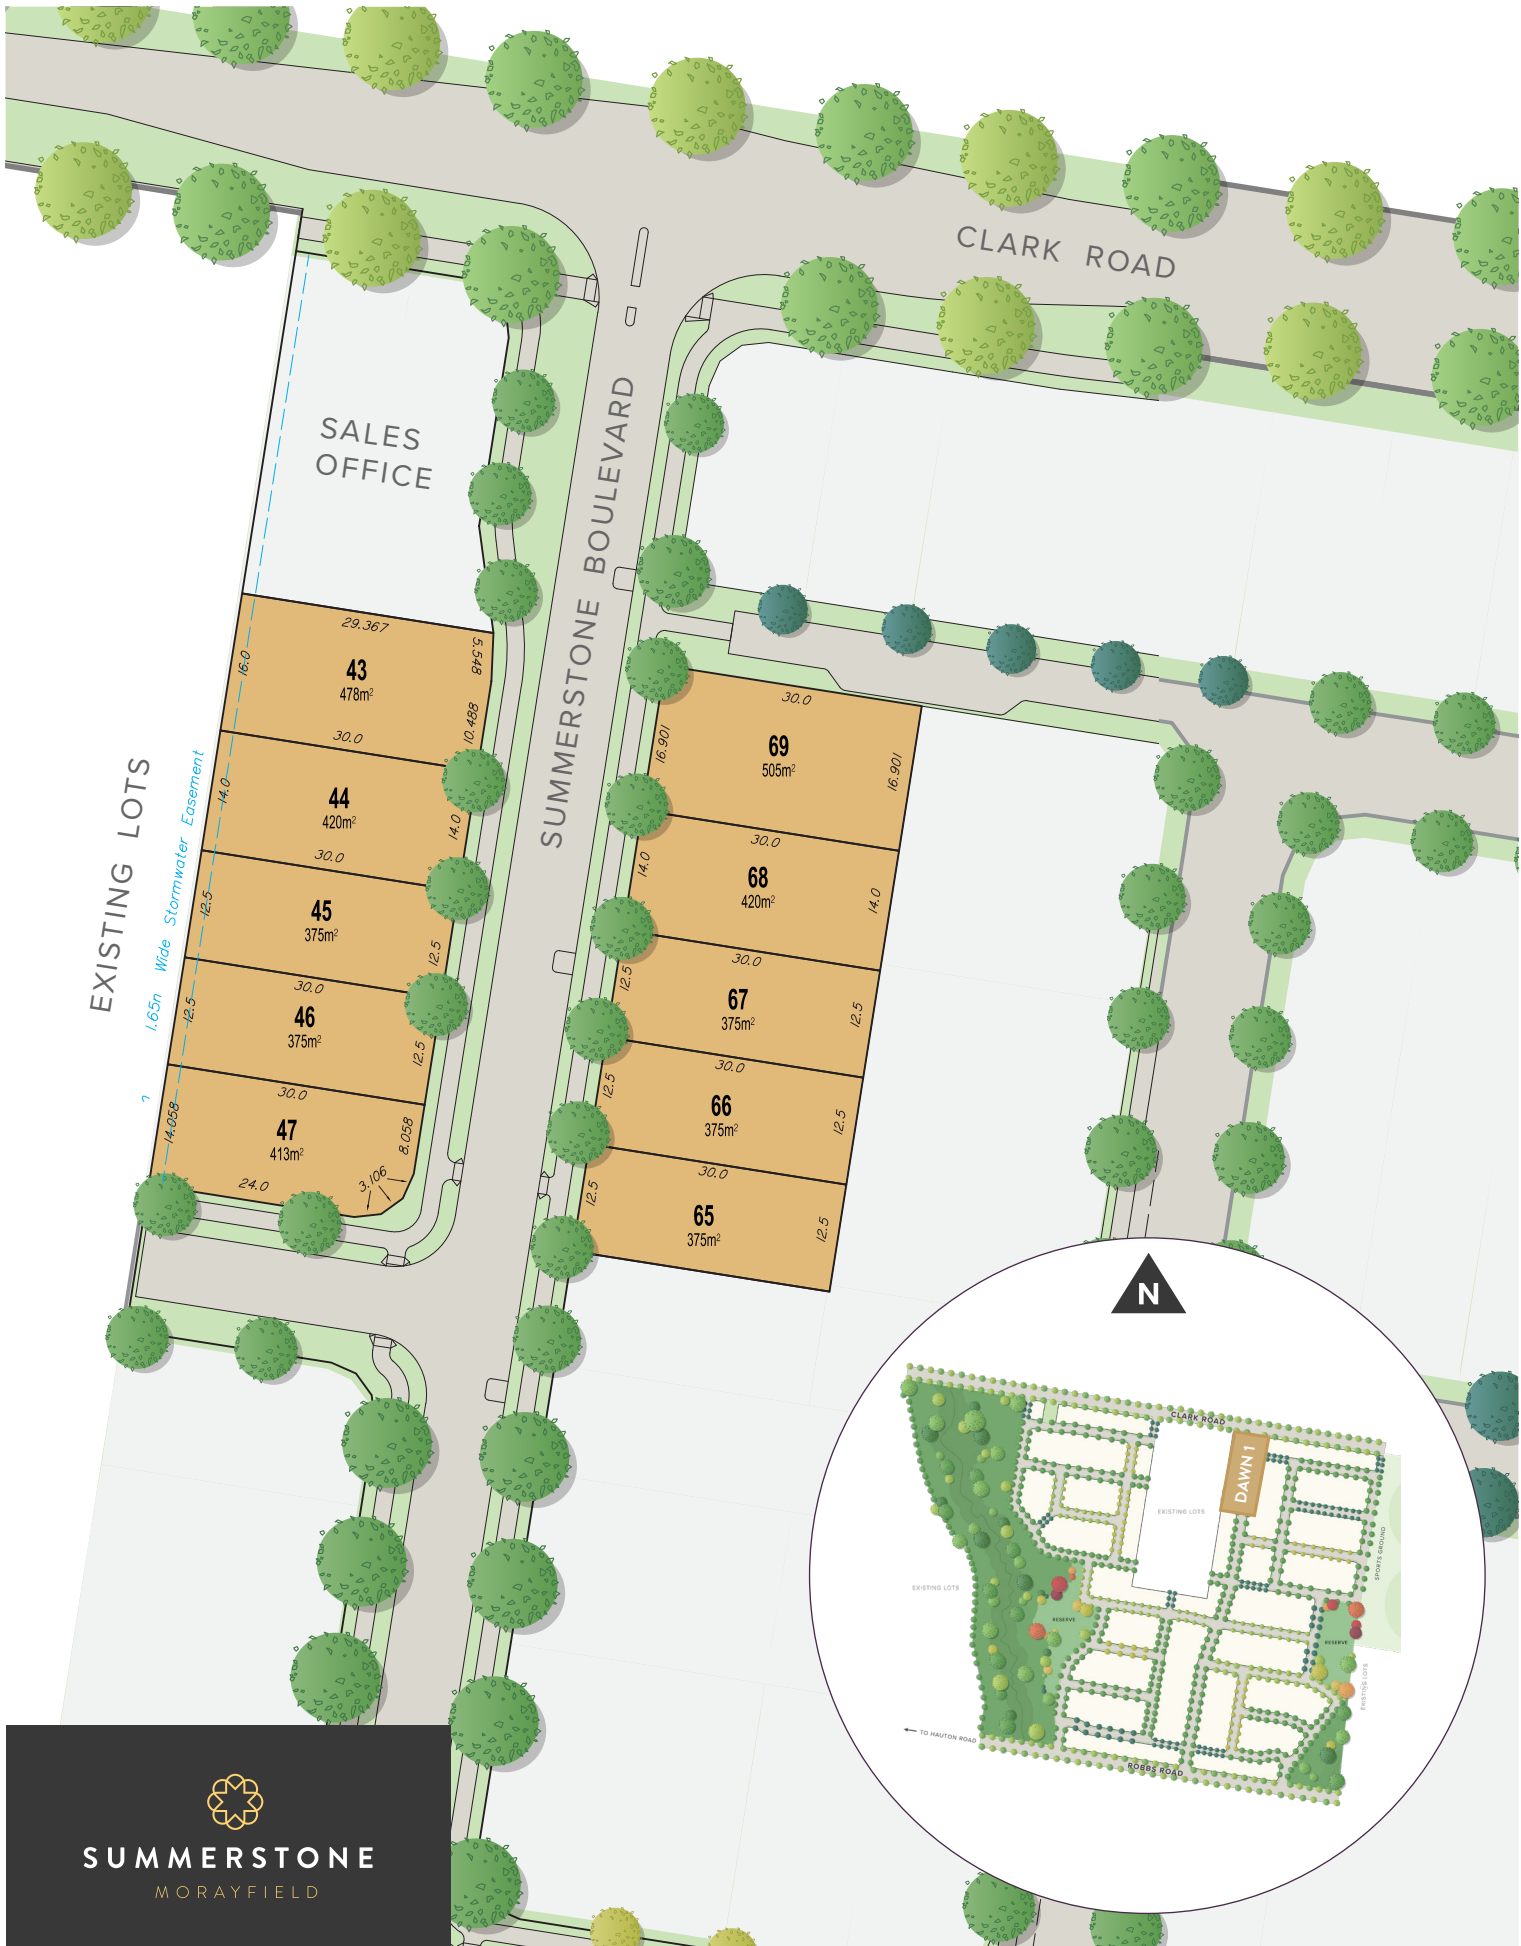 CLARK ROAD
SALES
OFFICE
SUMMERSTONE BOULEVARD
EXISTING LOTS
1.65n Wide Stormwater Easement
29.367
16.0
43
478m²
5.548
10.488
30.0
14.0
44
420m²
14.0
30.0
12.5
45
375m²
12.5
30.0
12.5
46
375m²
12.5
30.0
14.058
47
413m²
8.058
3.106
24.0
30.0
16.901
69
505m²
16.901
30.0
14.0
68
420m²
14.0
30.0
12.5
67
375m²
12.5
30.0
12.5
66
375m²
12.5
30.0
12.5
65
375m²
12.5
N
CLARK ROAD
DAWN 1
EXISTING LOTS
SPORTS GROUND
EXISTING LOTS
RESERVE
RESERVE
EXISTING LOTS
TO HAUTON ROAD
ROBBS ROAD
SUMMERSTONE
MORAYFIELD